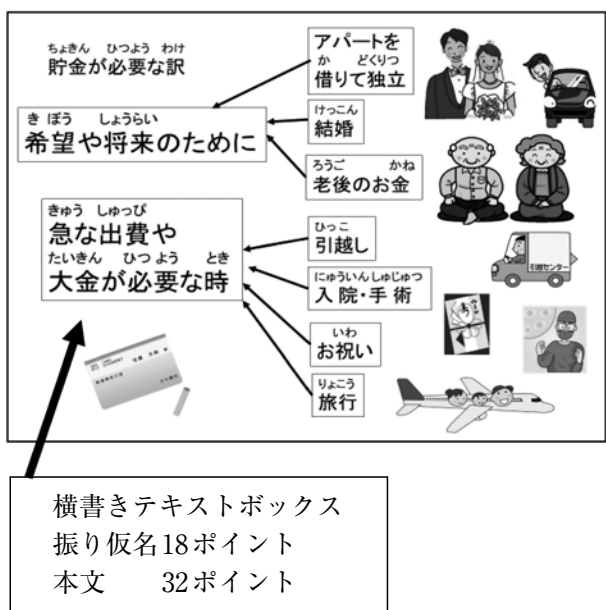 ちょきん ひつよう わけ
貯金が必要な訳
アパートを
か どくりつ
借りて独立
きぼう しょうらい
希望や将来のために
けっこん
結婚
ろうご かね
老後のお金
きゅう しゅっぴ
急な出費や
たいきん ひつよう とき
大金が必要な時
ひっこ
引越し
にゅういんしゅじゅつ
入院・手術
いわ
お祝い
りょこう
旅行
引越センター
横書きテキストボックス
振り仮名18ポイント
本文 32ポイント